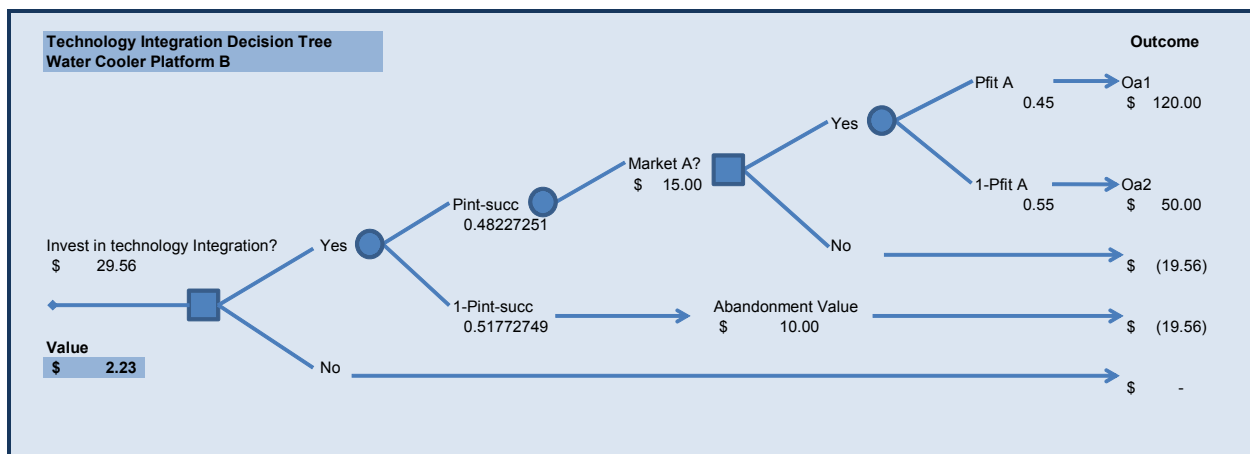 Technology Integration Decision Tree
Water Cooler Platform B
Outcome
Pfit A
0.45
Oa1
$ 120.00
Yes
Market A?
$ 15.00
1-Pfit A
0.55
Oa2
$ 50.00
Pint-succ
0.48227251
No
$ (19.56)
Invest in technology Integration?
$ 29.56
Yes
1-Pint-succ
0.51772749
Abandonment Value
$ 10.00
$ (19.56)
Value
$ 2.23
No
$ -